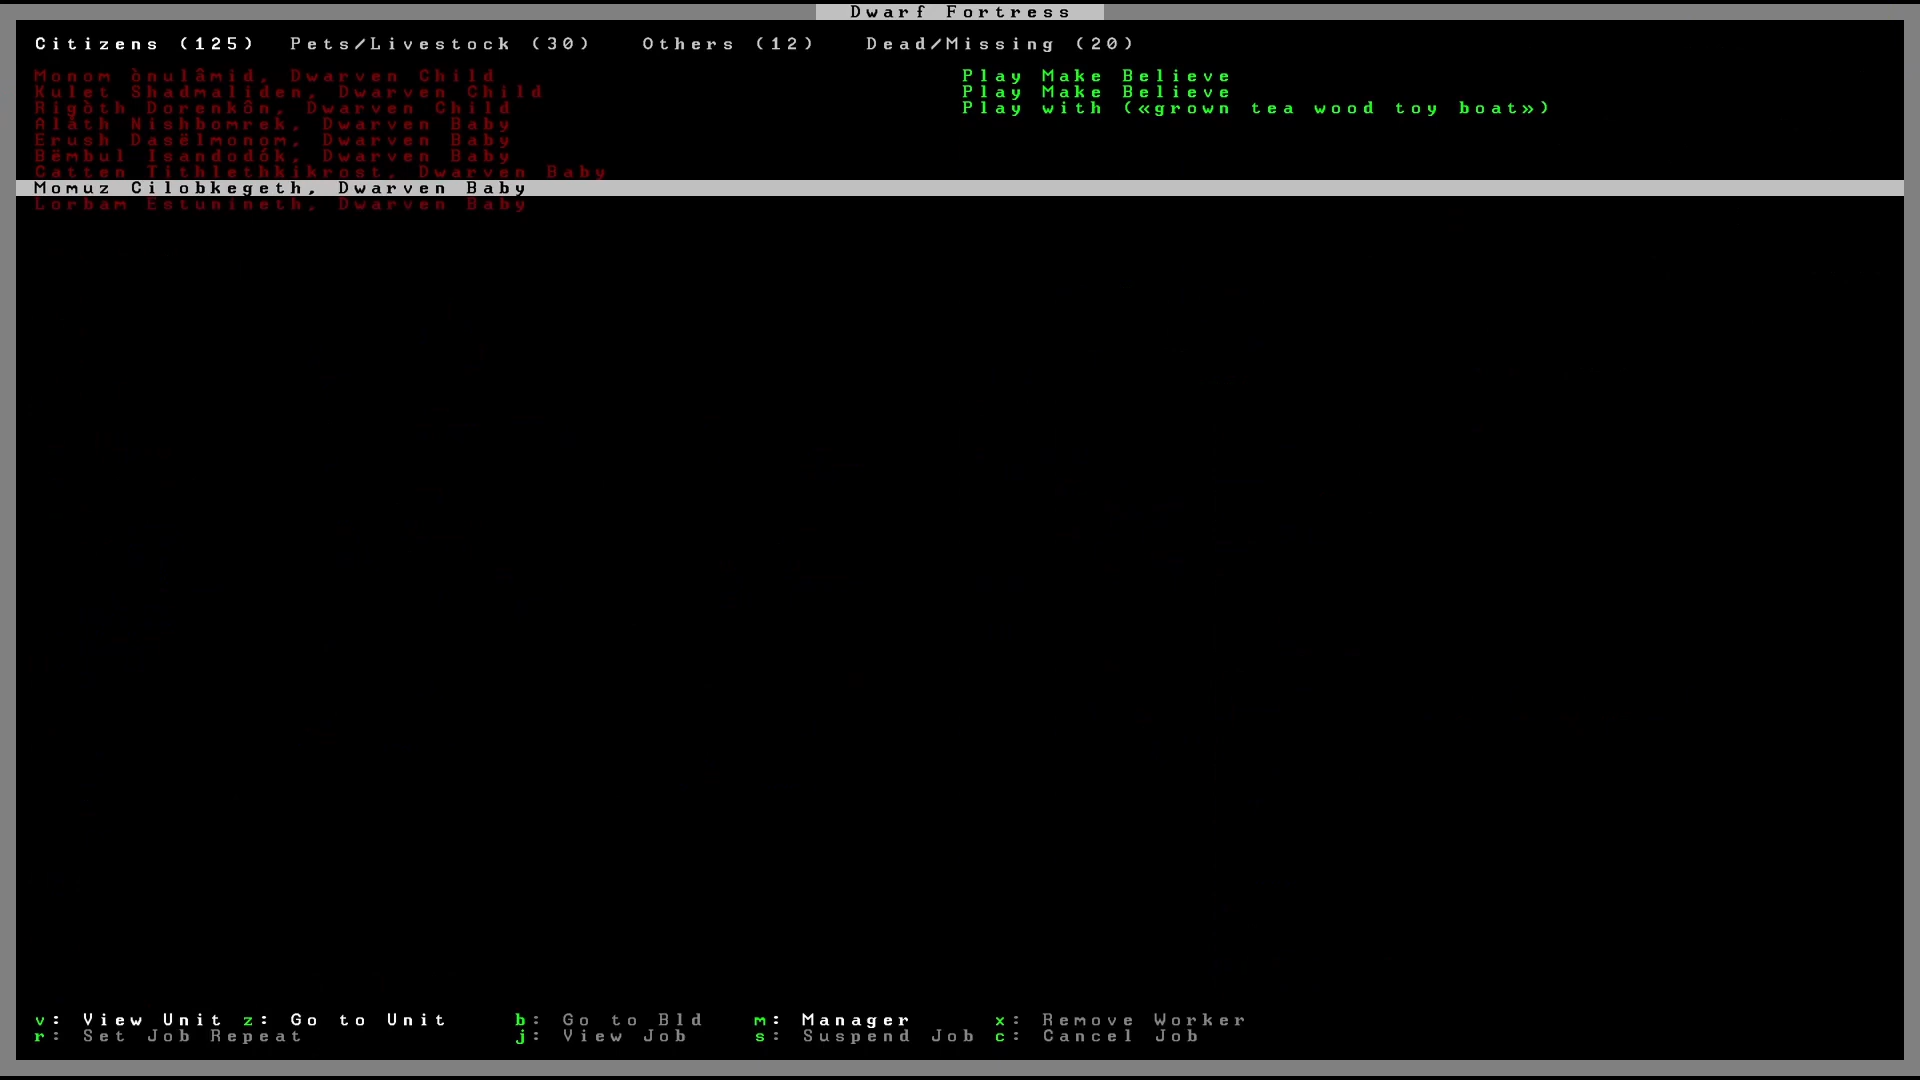 Dwarf Fortress
Citizens (125) Pets/Livestock (30) Others (12) Dead/Missing (20)
Monom ònulâmid, Dwarven Child Play Make Believe
Kulet Shadmaliden, Dwarven Child Play Make Believe
Rigòth Dorenkôn, Dwarven Child Play with («grown tea wood toy boat»)
Alåth Nishbomrek, Dwarven Baby
Erush Dasëlmonom, Dwarven Baby
Bëmbul Isandodók, Dwarven Baby
Catten Tithlethkikrost, Dwarven Baby
Momuz Cilobkegeth, Dwarven Baby
Lorbam Estunineth, Dwarven Baby
v: View Unit z: Go to Unit b: Go to Bld m: Manager x: Remove Worker
r: Set Job Repeat j: View Job s: Suspend Job c: Cancel Job